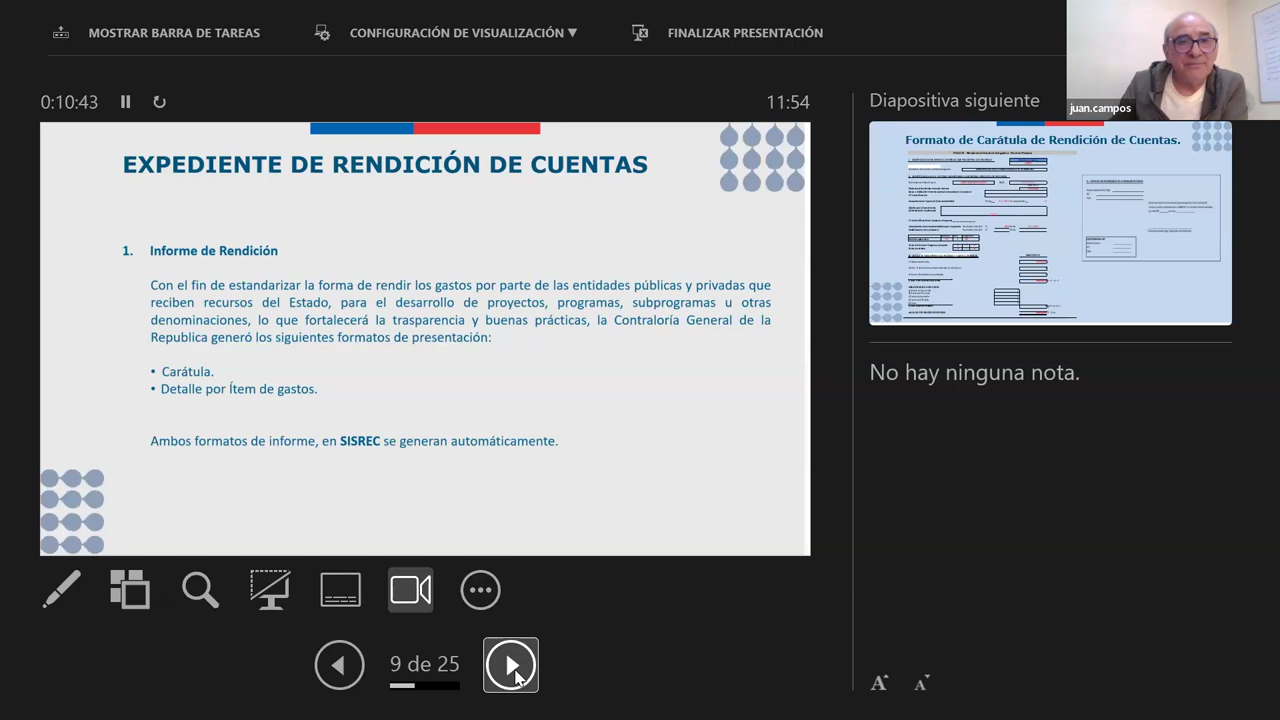 MOSTRAR BARRA DE TAREAS
CONFIGURACIÓN DE VISUALIZACIÓN ▼
FINALIZAR PRESENTACIÓN
juan.campos
0:10:43
11:54
Diapositiva siguiente
EXPEDIENTE DE RENDICIÓN DE CUENTAS
1. Informe de Rendición
Con el fin de estandarizar la forma de rendir los gastos por parte de las entidades públicas y privadas que
reciben recursos del Estado, para el desarrollo de proyectos, programas, subprogramas u otras
denominaciones, lo que fortalecerá la trasparencia y buenas prácticas, la Contraloría General de la
Republica generó los siguientes formatos de presentación:
• Carátula.
• Detalle por Ítem de gastos.
Ambos formatos de informe, en SISREC se generan automáticamente.
Formato de Carátula de Rendición de Cuentas.
No hay ninguna nota.
9 de 25
A A